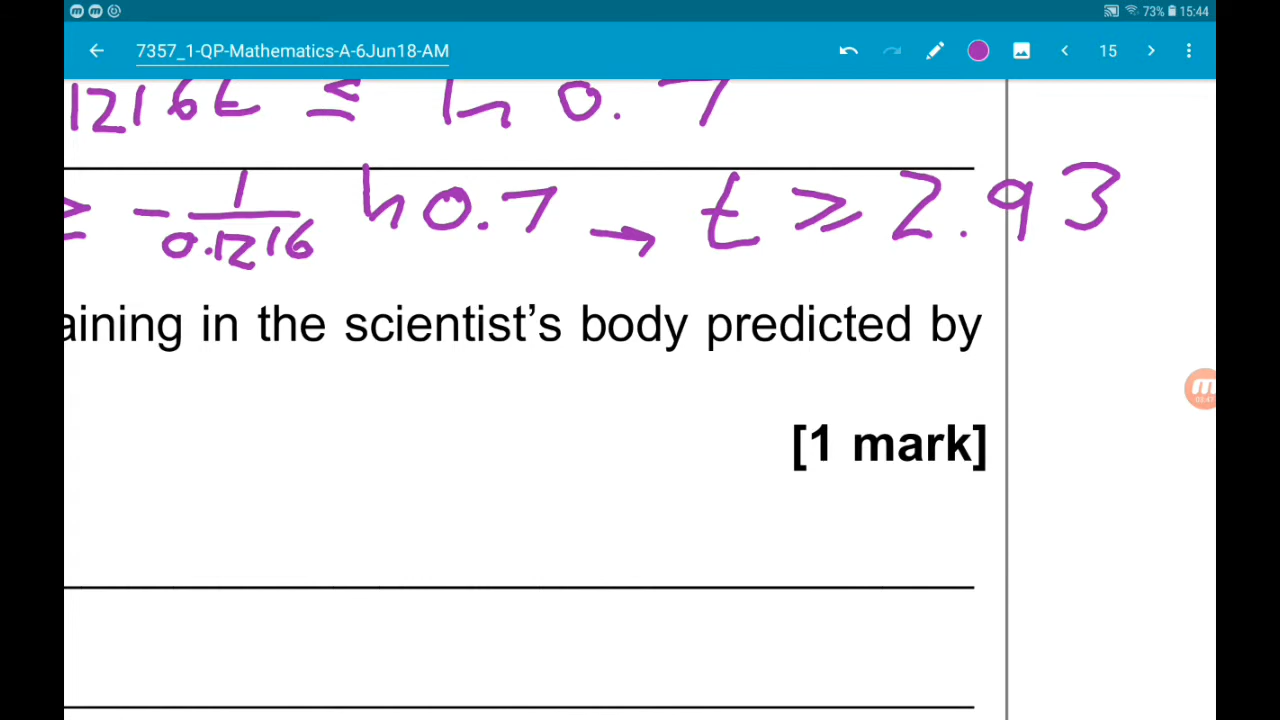 73% 15:44
7357_1-QP-Mathematics-A-6Jun18-AM 15
1216t ≤ ln 0.7
≥ -1/0.1216 ln 0.7 → t ≥ 2.93
aining in the scientist's body predicted by
[1 mark]